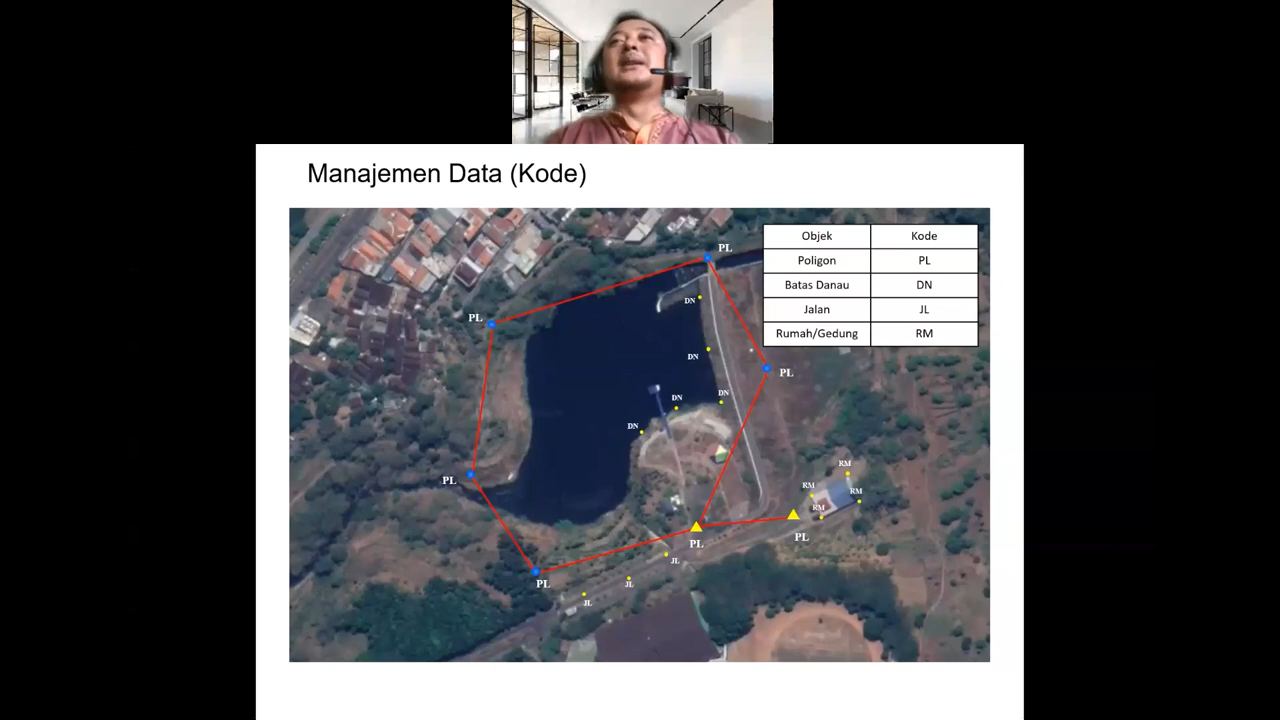 Manajemen Data (Kode)
Objek Kode
Poligon PL
Batas Danau DN
Jalan JL
Rumah/Gedung RM
PL
PL
DN
DN
PL
DN
DN
DN
RM
PL
RM
RM
RM
PL
PL
JL
PL
JL
JL